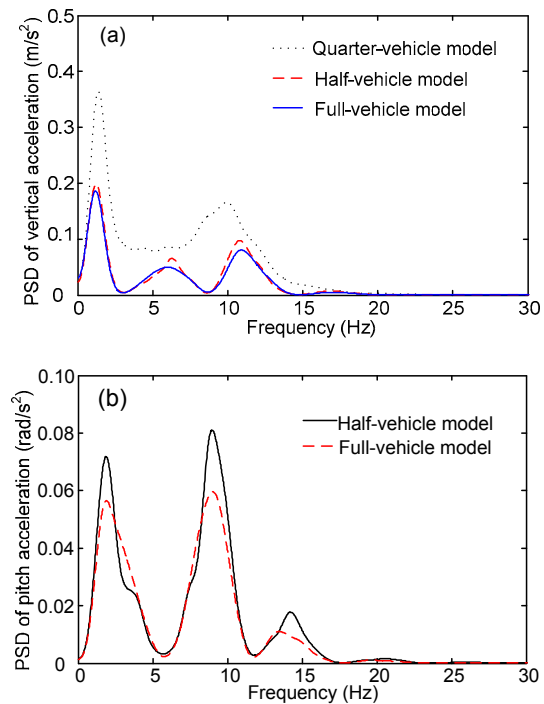 (a)
PSD of vertical acceleration (m/s²)
0.5
0.4
0.3
0.2
0.1
0
Quarter-vehicle model
Half-vehicle model
Full-vehicle model
0 5 10 15 20 25 30
Frequency (Hz)
(b)
PSD of pitch acceleration (rad/s²)
0.10
0.08
0.06
0.04
0.02
0
Half-vehicle model
Full-vehicle model
0 5 10 15 20 25 30
Frequency (Hz)